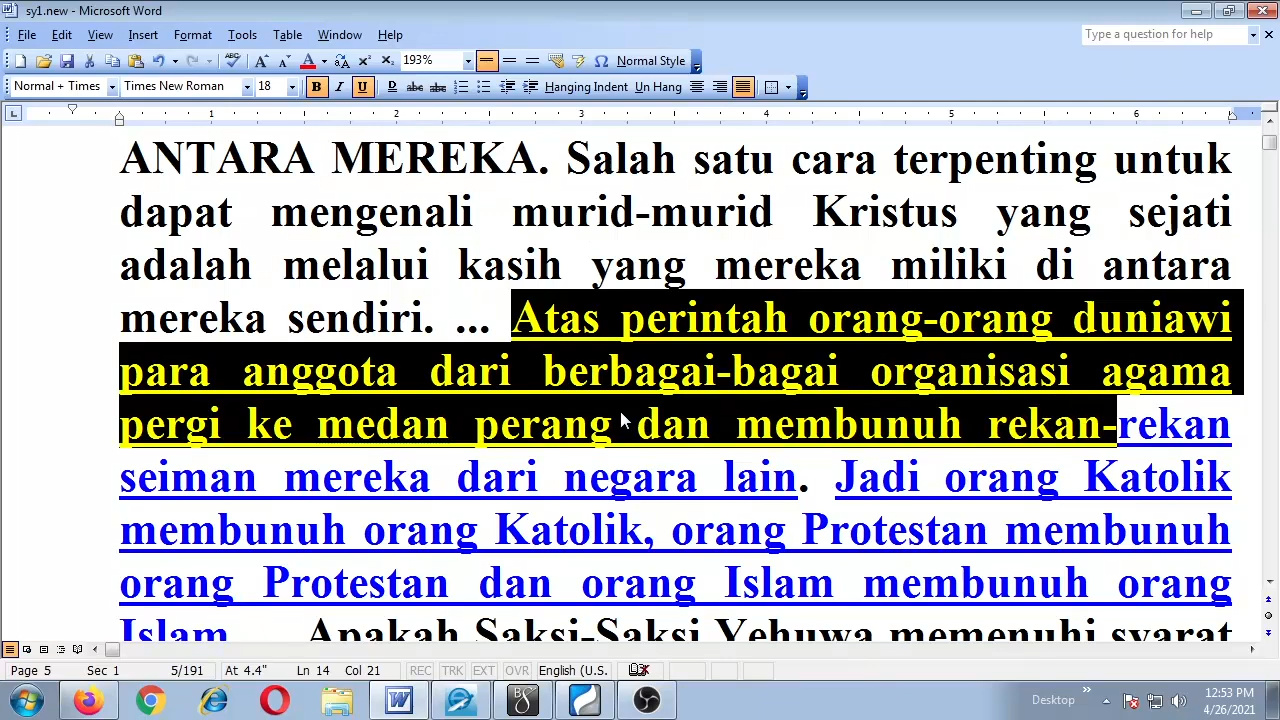 sy1.new - Microsoft Word
File Edit View Insert Format Tools Table Window Help
Type a question for help
193% Normal Style
Normal + Times Times New Roman 18 B I U Hanging Indent Un Hang
1 2 3 4 5 6
ANTARA MEREKA. Salah satu cara terpenting untuk
dapat mengenali murid-murid Kristus yang sejati
adalah melalui kasih yang mereka miliki di antara
mereka sendiri. ... Atas perintah orang-orang duniawi
para anggota dari berbagai-bagai organisasi agama
pergi ke medan perang dan membunuh rekan-rekan
seiman mereka dari negara lain. Jadi orang Katolik
membunuh orang Katolik, orang Protestan membunuh
orang Protestan dan orang Islam membunuh orang
Islam Apakah Saksi-Saksi Yehuwa memenuhi syarat
Page 5 Sec 1 5/191 At 4.4" Ln 14 Col 21 REC TRK EXT OVR English (U.S.
Desktop 12:53 PM
4/26/2021